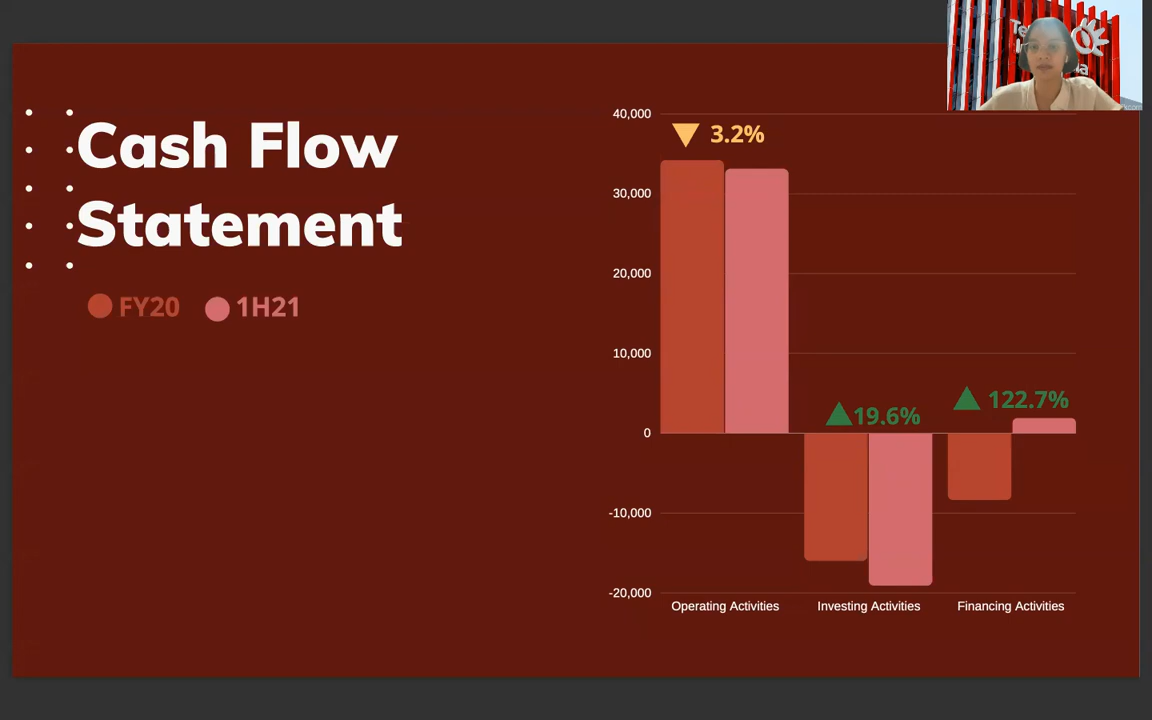 Cash Flow
Statement
FY20 1H21
40,000
30,000
20,000
10,000
0
-10,000
-20,000
3.2%
19.6%
122.7%
Operating Activities Investing Activities Financing Activities